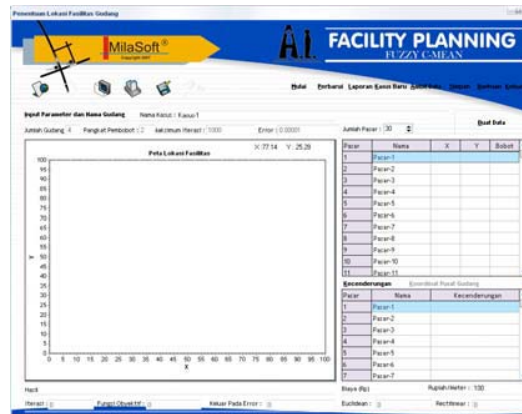 Penentuan Lokasi Fasilitas Gudang
MilaSoft®
Copyright 2007
A.I.
FACILITY PLANNING
FUZZY C-MEAN
Mulai Perbarui Laporan Kasus Baru
Input Parameter dan Nama Gudang Nama Kasus : Kasus-1
Buat Data
Jumlah Gudang 4 Pangkat Pembobot : 2 Maksimum Iterasi : 1000 Error : 0.00001
Jumlah Pasar : 30
Peta Lokasi Fasilitas
X :77.14 Y : 25.28
100
95
90
85
80
75
70
65
60
55
50
45
40
35
30
25
20
15
10
5
0
Y
0 5 10 15 20 25 30 35 40 45 50 55 60 65 70 75 80 85 90 95 100
X
Pasar Nama X Y Bobot
1 Pasar-1
2 Pasar-2
3 Pasar-3
4 Pasar-4
5 Pasar-5
6 Pasar-6
7 Pasar-7
8 Pasar-8
9 Pasar-9
10 Pasar-10
11 Pasar-11
Kecenderungan Koordinat Pusat Gudang
Pasar Nama Kecenderungan
1 Pasar-1
2 Pasar-2
3 Pasar-3
4 Pasar-4
5 Pasar-5
6 Pasar-6
7 Pasar-7
Hasil
Iterasi : 0 Fungsi Obyektif : 0 Keluar Pada Error : 0
Biaya (Rp) Rupiah/Meter : 100
Euclidean : 0 Rectilinear : 0